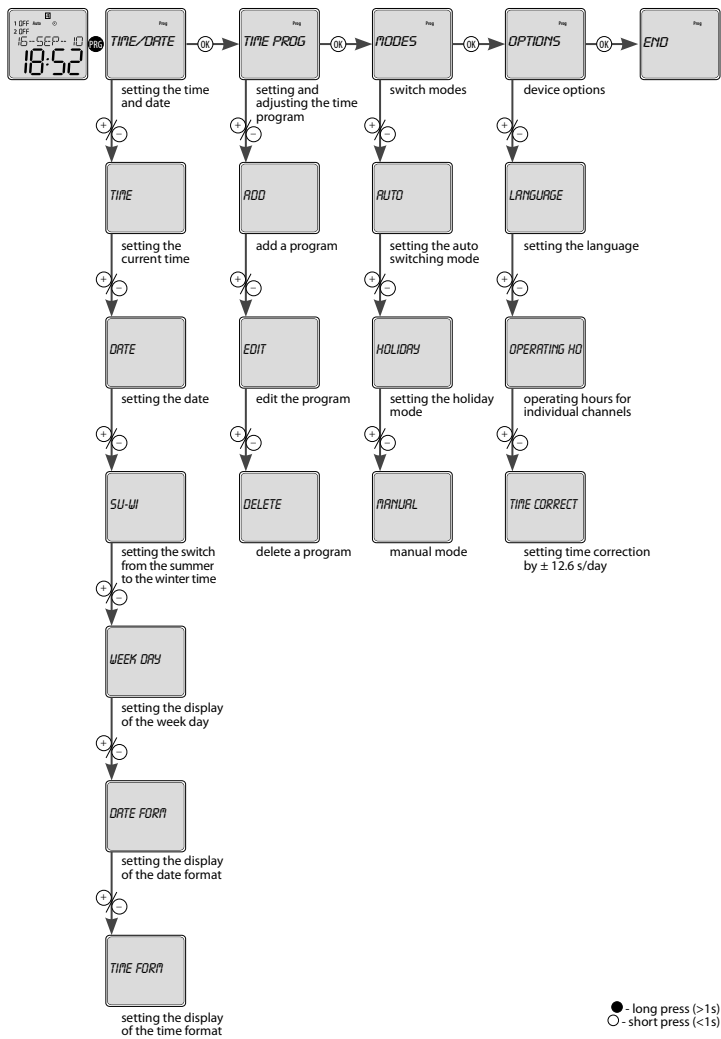 1
1 OFF Auto
2 OFF
16--SEP-- 10
18:52
PRG
Prog
TIME/DATE
OK
Prog
TIME PROG
OK
Prog
MODES
OK
Prog
OPTIONS
OK
Prog
END
setting the time
and date
setting and
adjusting the time
program
switch modes
device options
+ − + − + − + −
TIME
ADD
AUTO
LANGUAGE
setting the
current time
add a program
setting the auto
switching mode
setting the language
+ − + − + − + −
DATE
EDIT
HOLIDAY
OPERATING HO
setting the date
edit the program
setting the holiday
mode
operating hours for
individual channels
+ − + − + − + −
SU-WI
DELETE
MANUAL
TIME CORRECT
setting the switch
from the summer
to the winter time
delete a program
manual mode
setting time correction
by ± 12.6 s/day
+ −
WEEK DAY
setting the display
of the week day
+ −
DATE FORM
setting the display
of the date format
+ −
TIME FORM
setting the display
of the time format
- long press (>1s)
- short press (<1s)